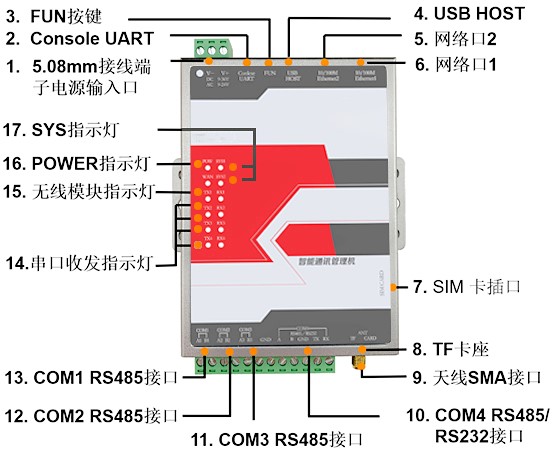 3. FUN按键
2. Console UART
1. 5.08mm接线端
子电源输入口
4. USB HOST
5. 网络口2
6. 网络口1
V- V-
DC 9-36V
AC 9-24V
Console
UART
FUN
USB
HOST
10/100M
Ethernet2
10/100M
Ethernet1
17. SYS指示灯
16. POWER指示灯
15. 无线模块指示灯
14.串口收发指示灯
POW SYS1
WAN SYS2
TX1 RX1
TX2 RX2
TX3 RX3
TX4 RX4
智能通讯管理机
SIM CARD
7. SIM 卡插口
COM1
A1 B1
COM2
A2 B2
COM3
A3 B3
GND
COM4
RS485/RS232
A B GND TX RX
ANT
TF CARD
8. TF卡座
9. 天线SMA接口
13. COM1 RS485接口
12. COM2 RS485接口
11. COM3 RS485接口
10. COM4 RS485/
RS232接口